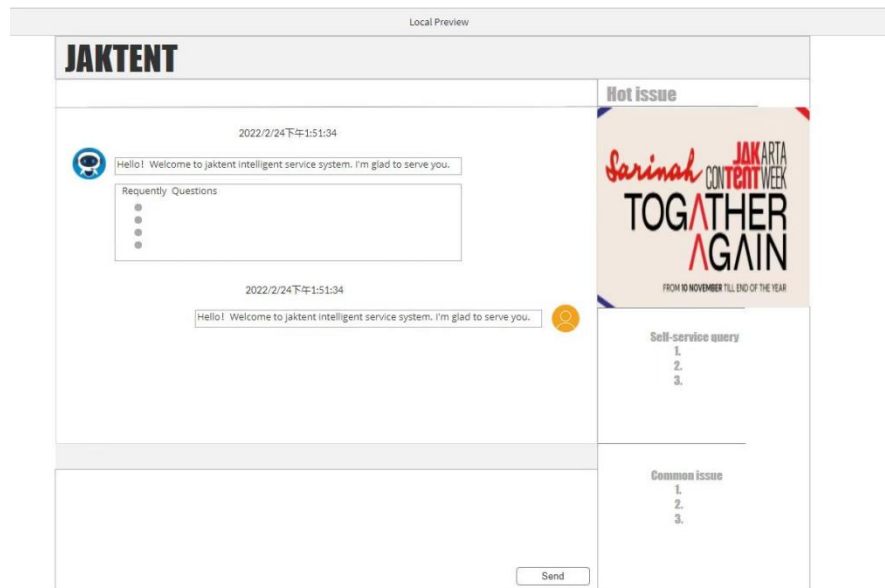 Local Preview
JAKTENT
Hot issue
2022/2/24下午1:51:34
Hello! Welcome to jaktent intelligent service system. I'm glad to serve you.
Requently Questions
2022/2/24下午1:51:34
Hello! Welcome to jaktent intelligent service system. I'm glad to serve you.
Sarinah JAKARTA
CONTENT WEEK
TOGATHER
AGAIN
FROM 10 NOVEMBER TILL END OF THE YEAR
Self-service query
1.
2.
3.
Common issue
1.
2.
3.
Send